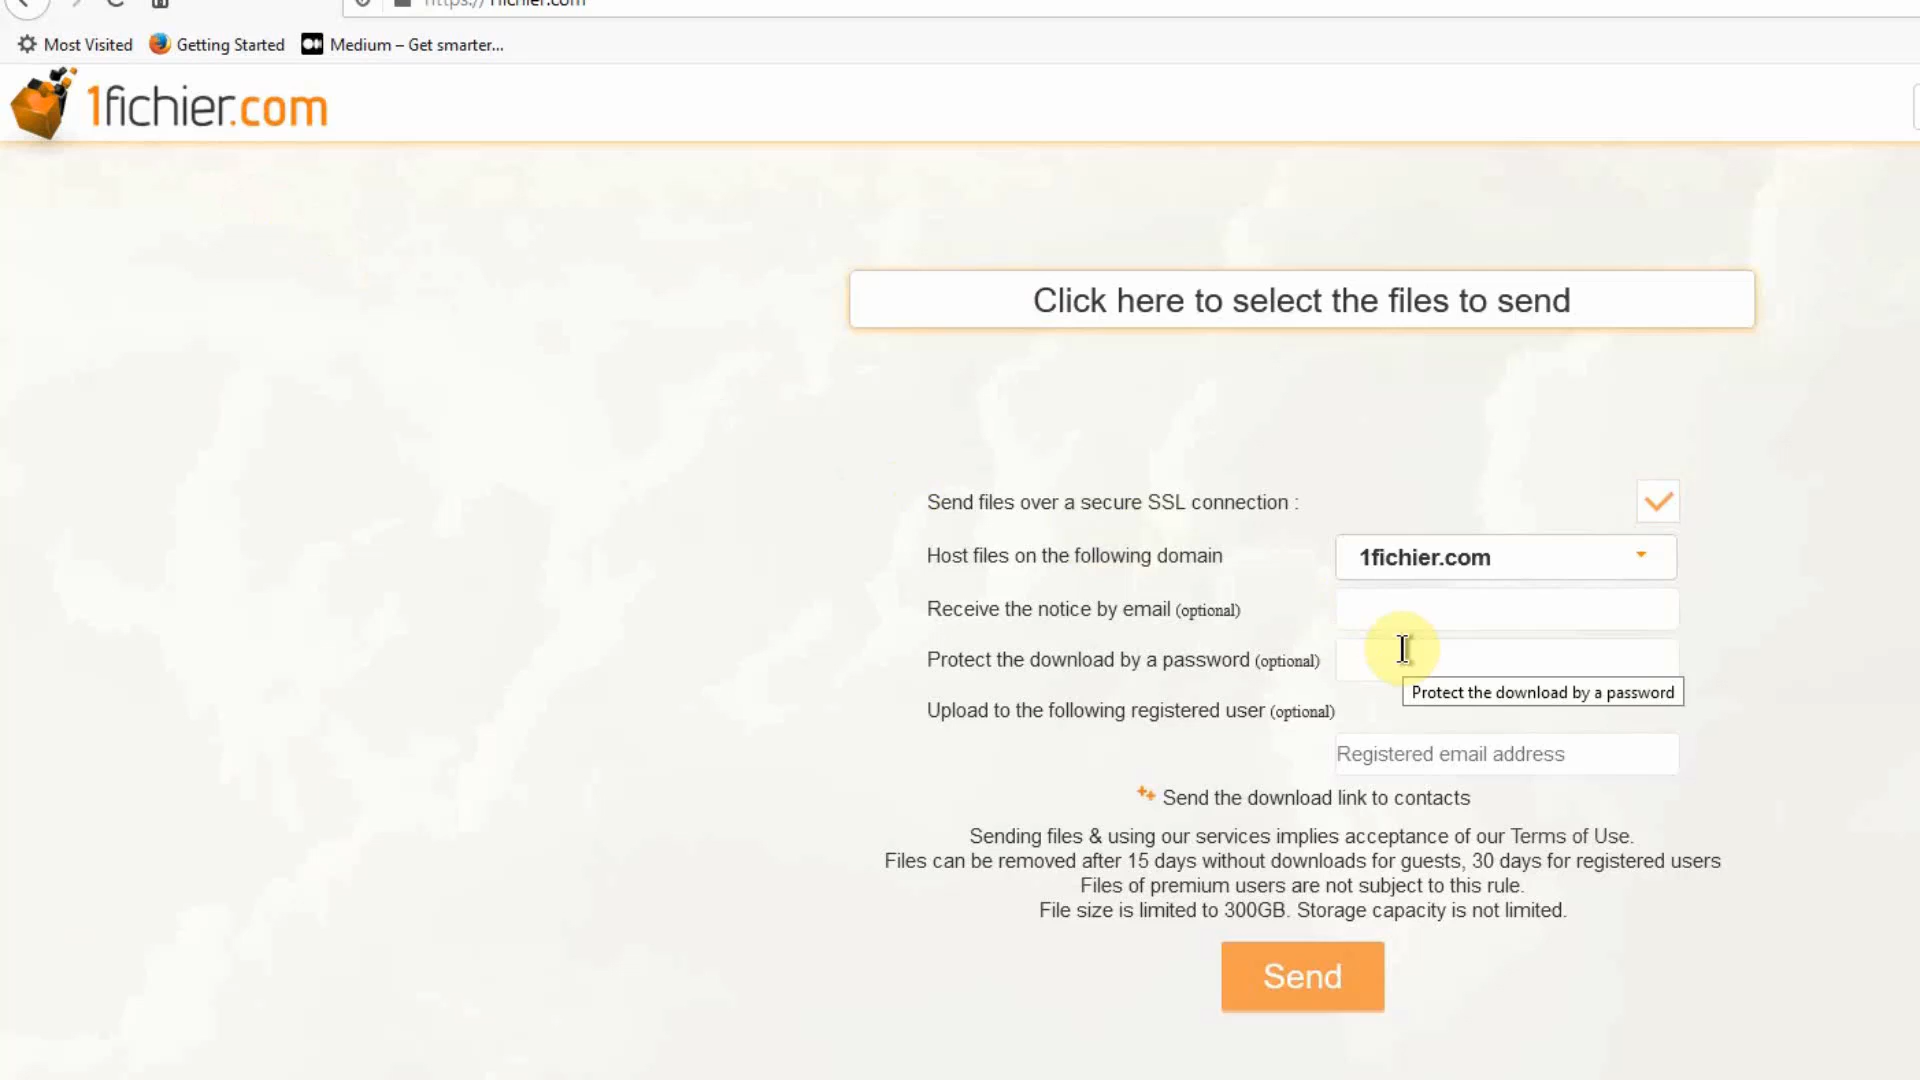 https://1fichier.com
Most Visited Getting Started Medium – Get smarter...
1fichier.com
Click here to select the files to send
Send files over a secure SSL connection :
Host files on the following domain 1fichier.com
Receive the notice by email (optional)
Protect the download by a password (optional)
Protect the download by a password
Upload to the following registered user (optional)
Registered email address
Send the download link to contacts
Sending files & using our services implies acceptance of our Terms of Use.
Files can be removed after 15 days without downloads for guests, 30 days for registered users
Files of premium users are not subject to this rule.
File size is limited to 300GB. Storage capacity is not limited.
Send